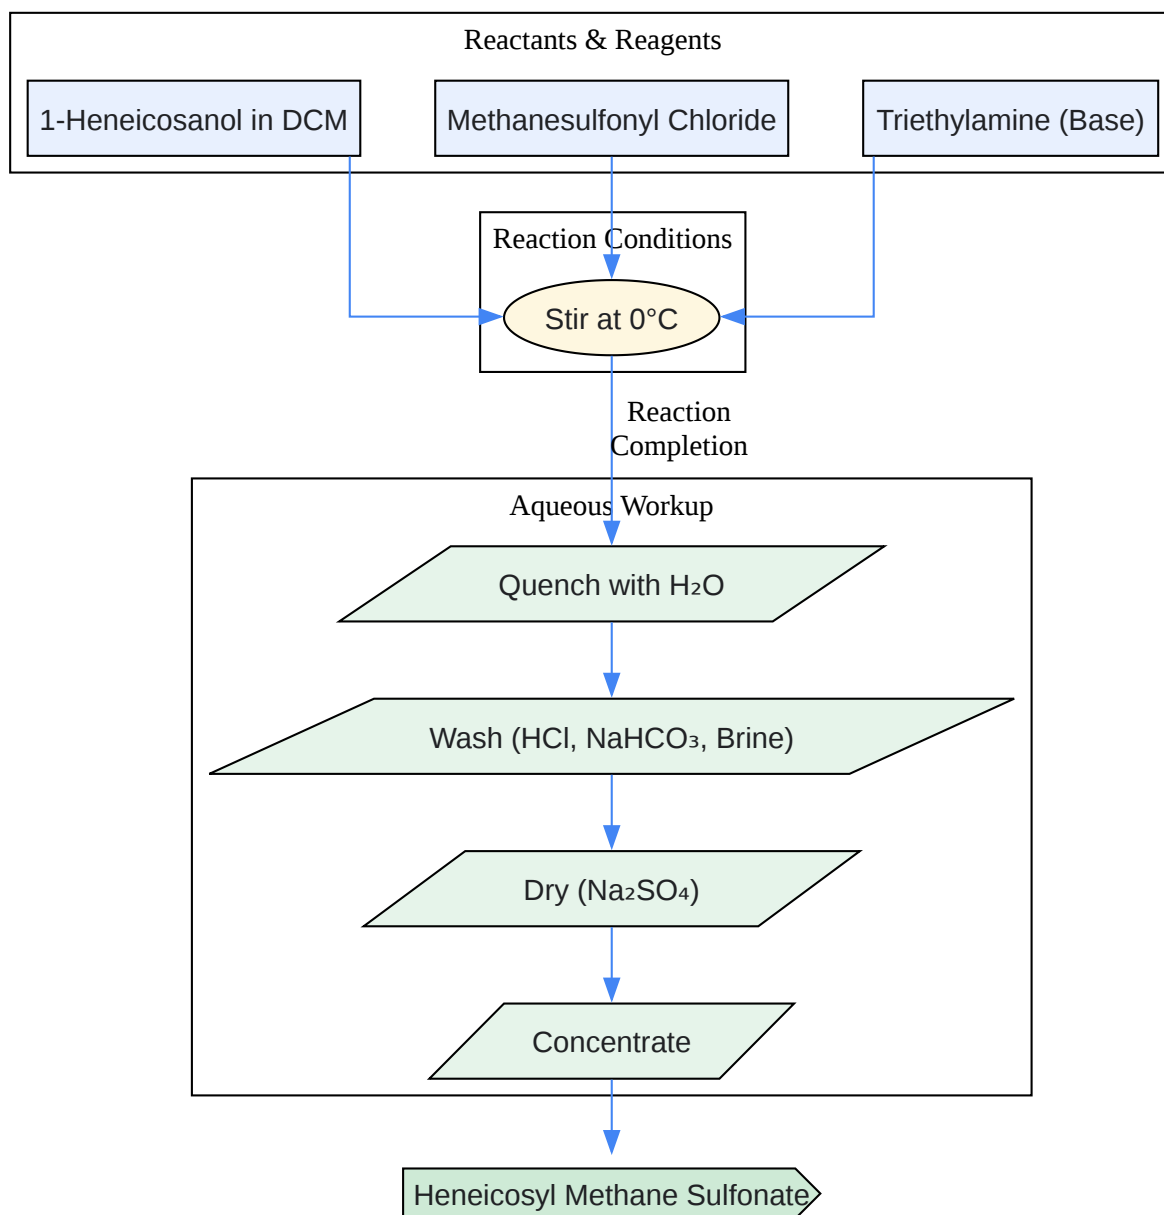 Reactants & Reagents
1-Heneicosanol in DCM
Methanesulfonyl Chloride
Triethylamine (Base)
Reaction Conditions
Stir at 0°C
Reaction
Completion
Aqueous Workup
Quench with H₂O
Wash (HCl, NaHCO₃, Brine)
Dry (Na₂SO₄)
Concentrate
Heneicosyl Methane Sulfonate